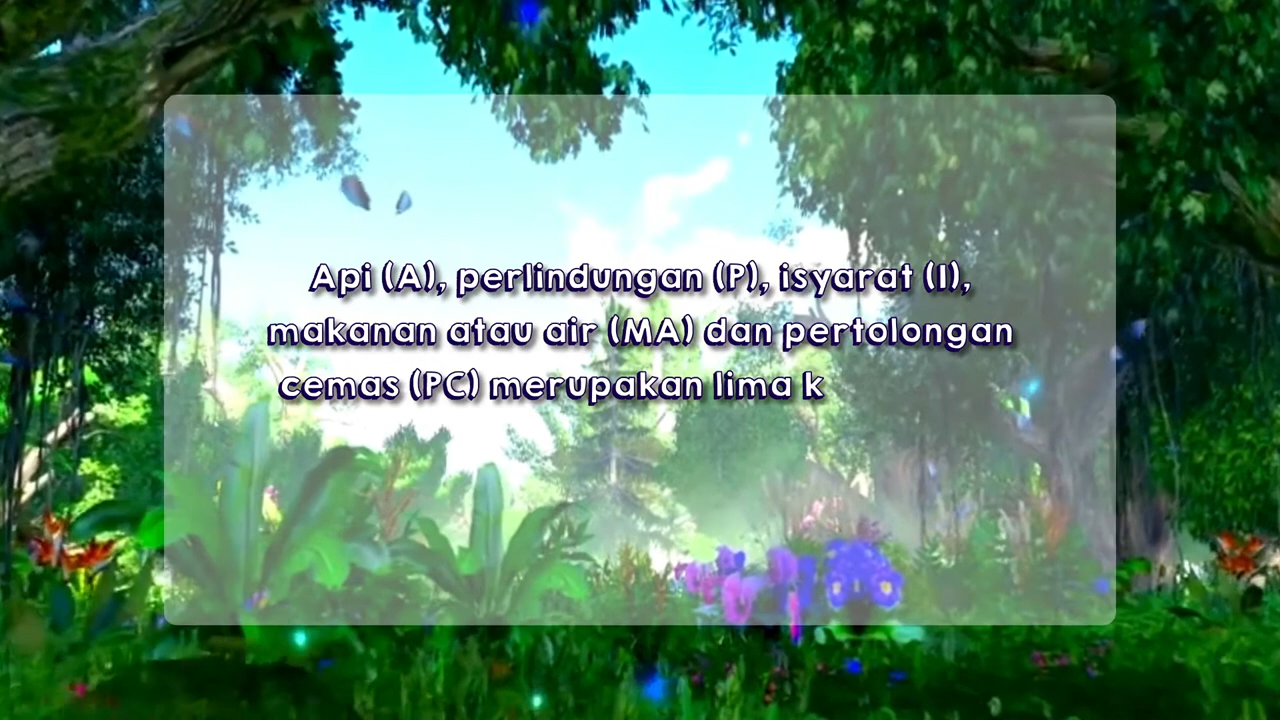 Api (A), perlindungan (P), isyarat (I),
makanan atau air (MA) dan pertolongan
cemas (PC) merupakan lima k